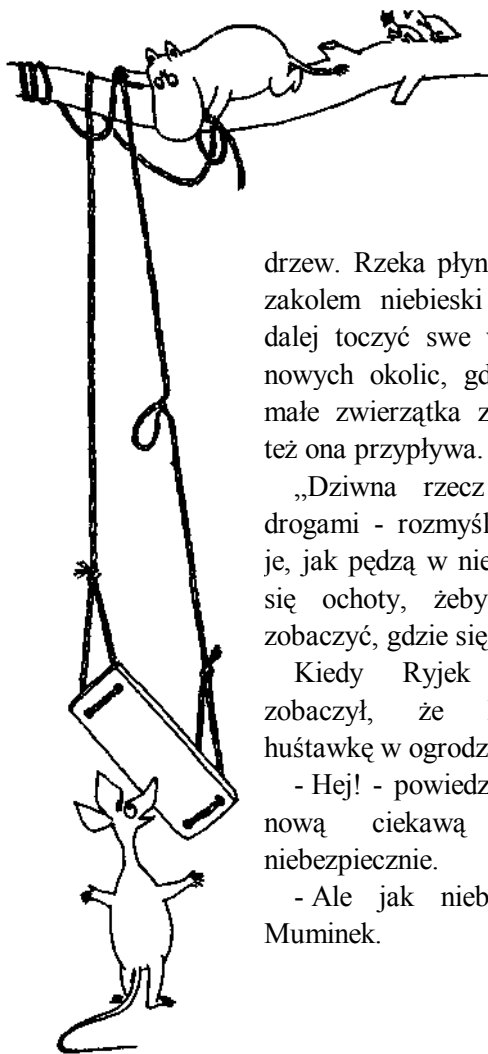 drzew. Rzeka płyn
zakolem niebieski
dalej toczyć swe
nowych okolic, gd
małe zwierzątka z
też ona przypływa.
„Dziwna rzecz
drogami - rozmyśl
je, jak pędzą w nie
się ochoty, żeby
zobaczyć, gdzie się
Kiedy Ryjek
zobaczył, że
huśtawkę w ogrodz
- Hej! - powiedz
nową ciekawą
niebezpiecznie.
- Ale jak nieb
Muminek.